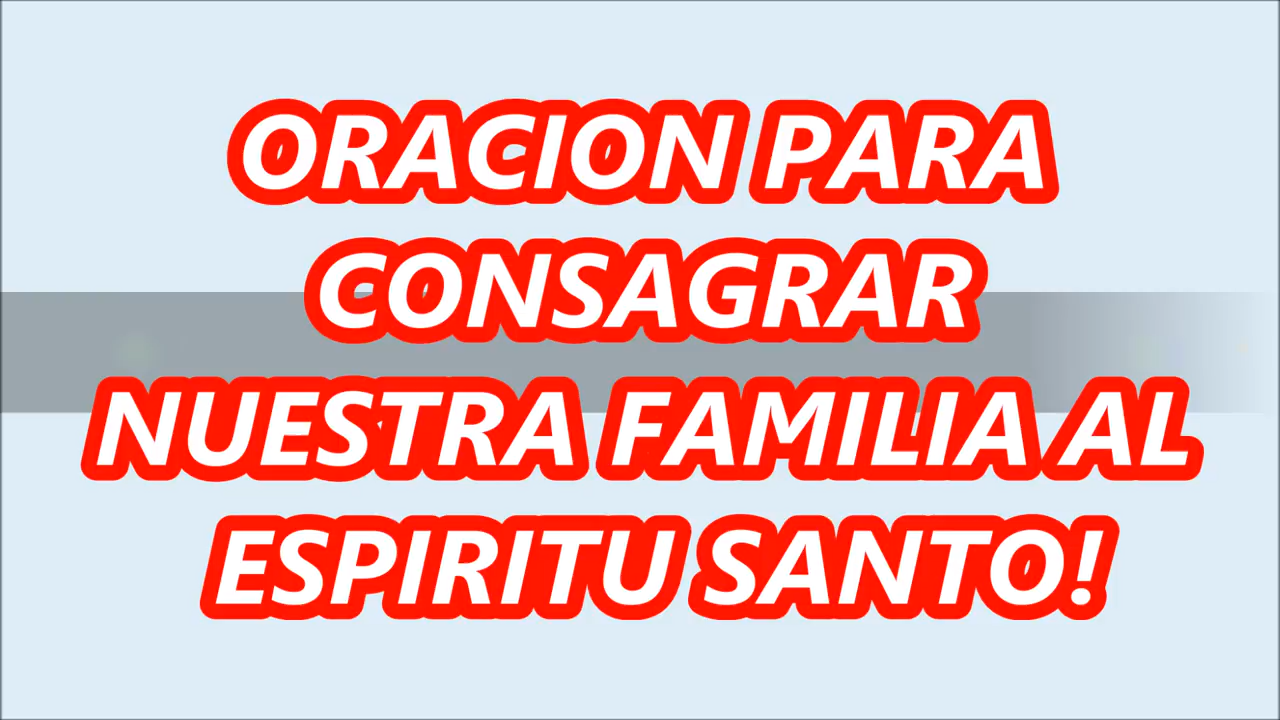 ORACION PARA
CONSAGRAR
NUESTRA FAMILIA AL
ESPIRITU SANTO!